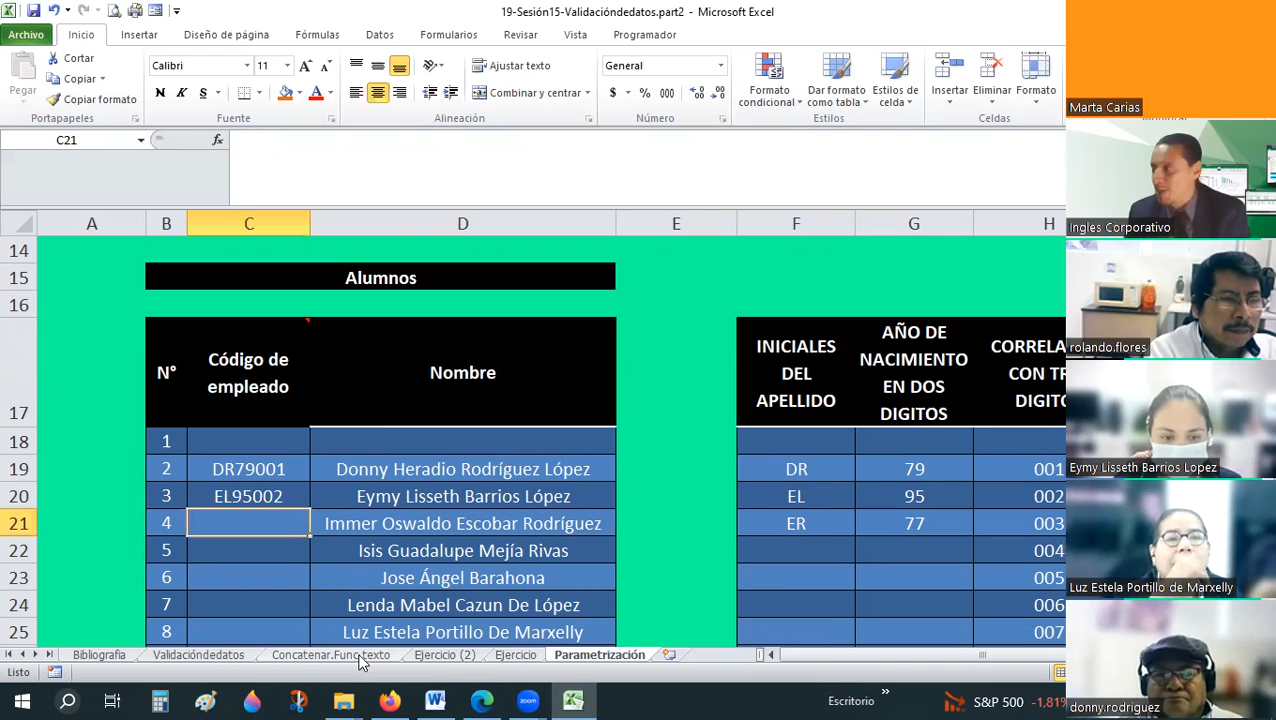 19-Sesión15-Validacióndedatos.part2 - Microsoft Excel
Archivo Inicio Insertar Diseño de página Fórmulas Datos Formularios Revisar Vista Programador
Cortar
Copiar
Copiar formato
Pegar
Portapapeles
Calibri 11
N K S
Fuente
Ajustar texto
Combinar y centrar
Alineación
General
$ % 000
Número
Formato condicional
Dar formato como tabla
Estilos de celda
Estilos
Insertar Eliminar Formato
Celdas
C21 fx
A B C D E F G H
14
15 Alumnos
16
17 N° Código de empleado Nombre INICIALES DEL APELLIDO AÑO DE NACIMIENTO EN DOS DIGITOS CORRELA CON TR DIGITO
18 1
19 2 DR79001 Donny Heradio Rodríguez López DR 79 001
20 3 EL95002 Eymy Lisseth Barrios López EL 95 002
21 4 Immer Oswaldo Escobar Rodríguez ER 77 003
22 5 Isis Guadalupe Mejía Rivas 004
23 6 Jose Ángel Barahona 005
24 7 Lenda Mabel Cazun De López 006
25 8 Luz Estela Portillo De Marxelly 007
Bibliografia Validacióndedatos Concatenar.Func.texto Ejercicio (2) Ejercicio Parametrización
Listo
Escritorio » S&P 500 -1,81%
Marta Carias
Ingles Corporativo
rolando.flores
Eymy Lisseth Barrios Lopez
Luz Estela Portillo de Marxelly
donny.rodriguez